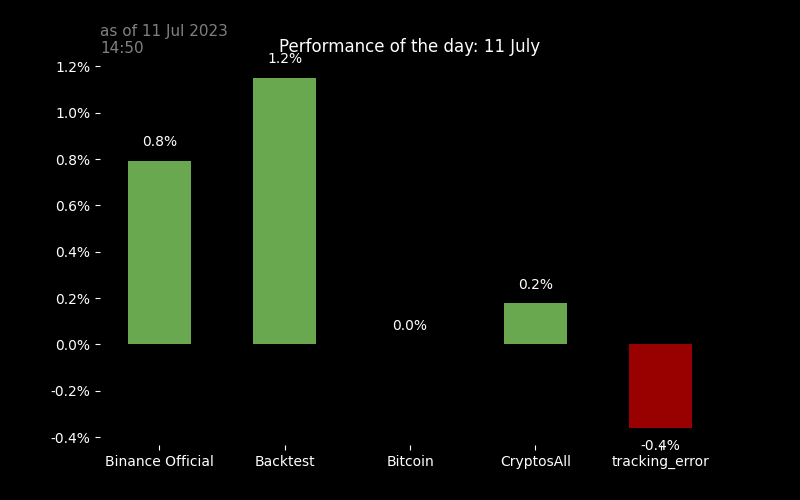 as of 11 Jul 2023
14:50
Performance of the day: 11 July
1.2%
1.0%
0.8%
0.6%
0.4%
0.2%
0.0%
-0.2%
-0.4%
0.8%
1.2%
0.0%
0.2%
-0.4%
Binance Official
Backtest
Bitcoin
CryptosAll
tracking_error